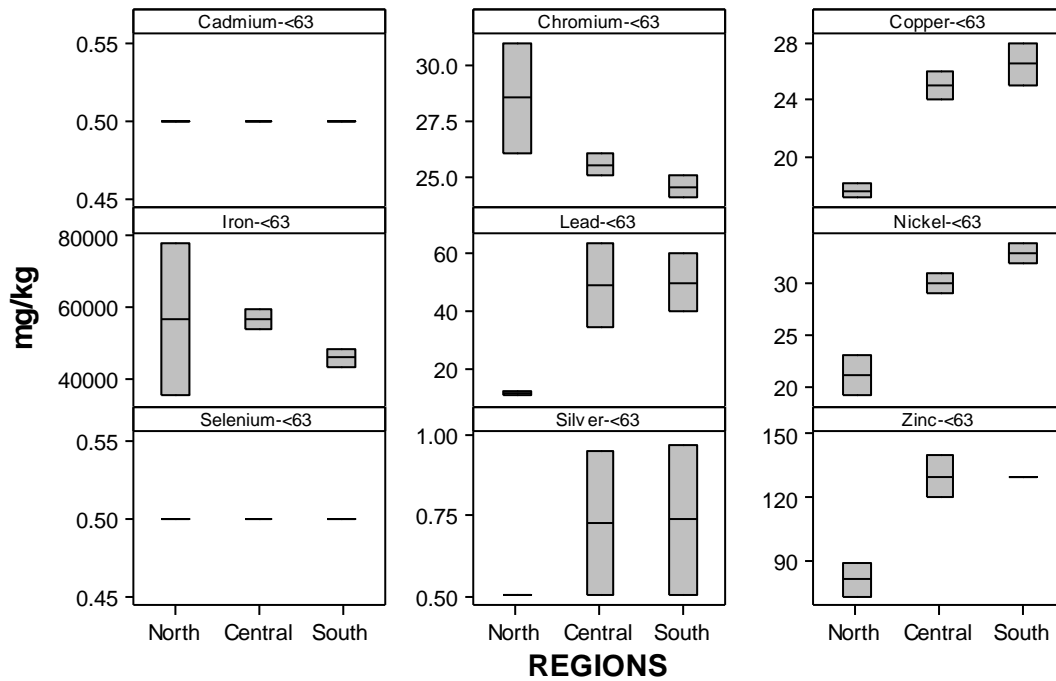 Cadmium-<63
0.55
0.50
0.45
Chromium-<63
30.0
27.5
25.0
Copper-<63
28
24
20
Iron-<63
80000
60000
40000
Lead-<63
60
40
20
Nickel-<63
30
25
20
Selenium-<63
0.55
0.50
0.45
Silver-<63
1.00
0.75
0.50
Zinc-<63
150
120
90
mg/kg
North Central South
North Central South
North Central South
REGIONS